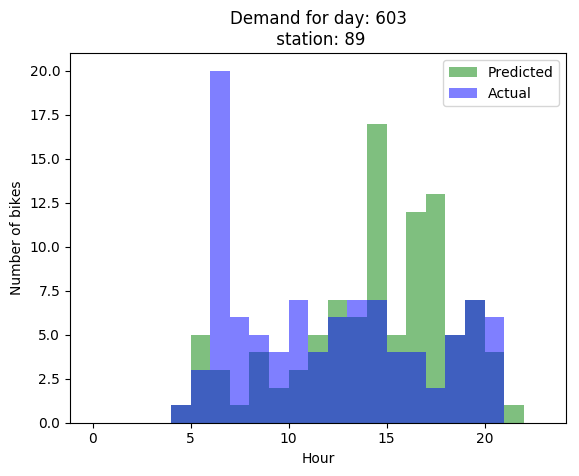 Demand for day: 603
station: 89
Predicted
Actual
20.0
17.5
15.0
12.5
10.0
7.5
5.0
2.5
0.0
Number of bikes
0 5 10 15 20
Hour